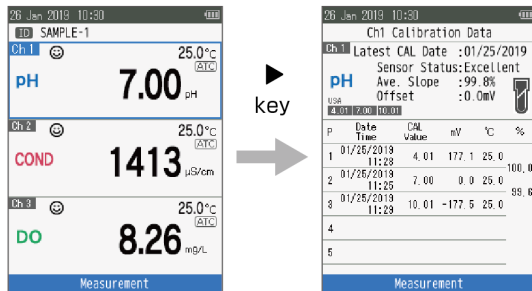 26 Jan 2019 10:30
ID SAMPLE-1
Ch 1 25.0°C
ATC
pH 7.00 pH
Ch 2 25.0°C
ATC
COND 1413 µS/cm
Ch 3 25.0°C
ATC
DO 8.26 mg/L
Measurement
▶
key
26 Jan 2019 10:30
Ch1 Calibration Data
Ch 1 Latest CAL Date :01/25/2019
Sensor Status:Excellent
pH Ave. Slope :99.8%
USA Offset :0.0mV
4.01 7.00 10.01
P Date Time CAL Value mV °C %
1 01/25/2019 11:23 4.01 177.1 25.0
100.0
2 01/25/2019 11:25 7.00 0.0 25.0
99.6
3 01/25/2019 11:29 10.01 -177.5 25.0
4
5
Measurement